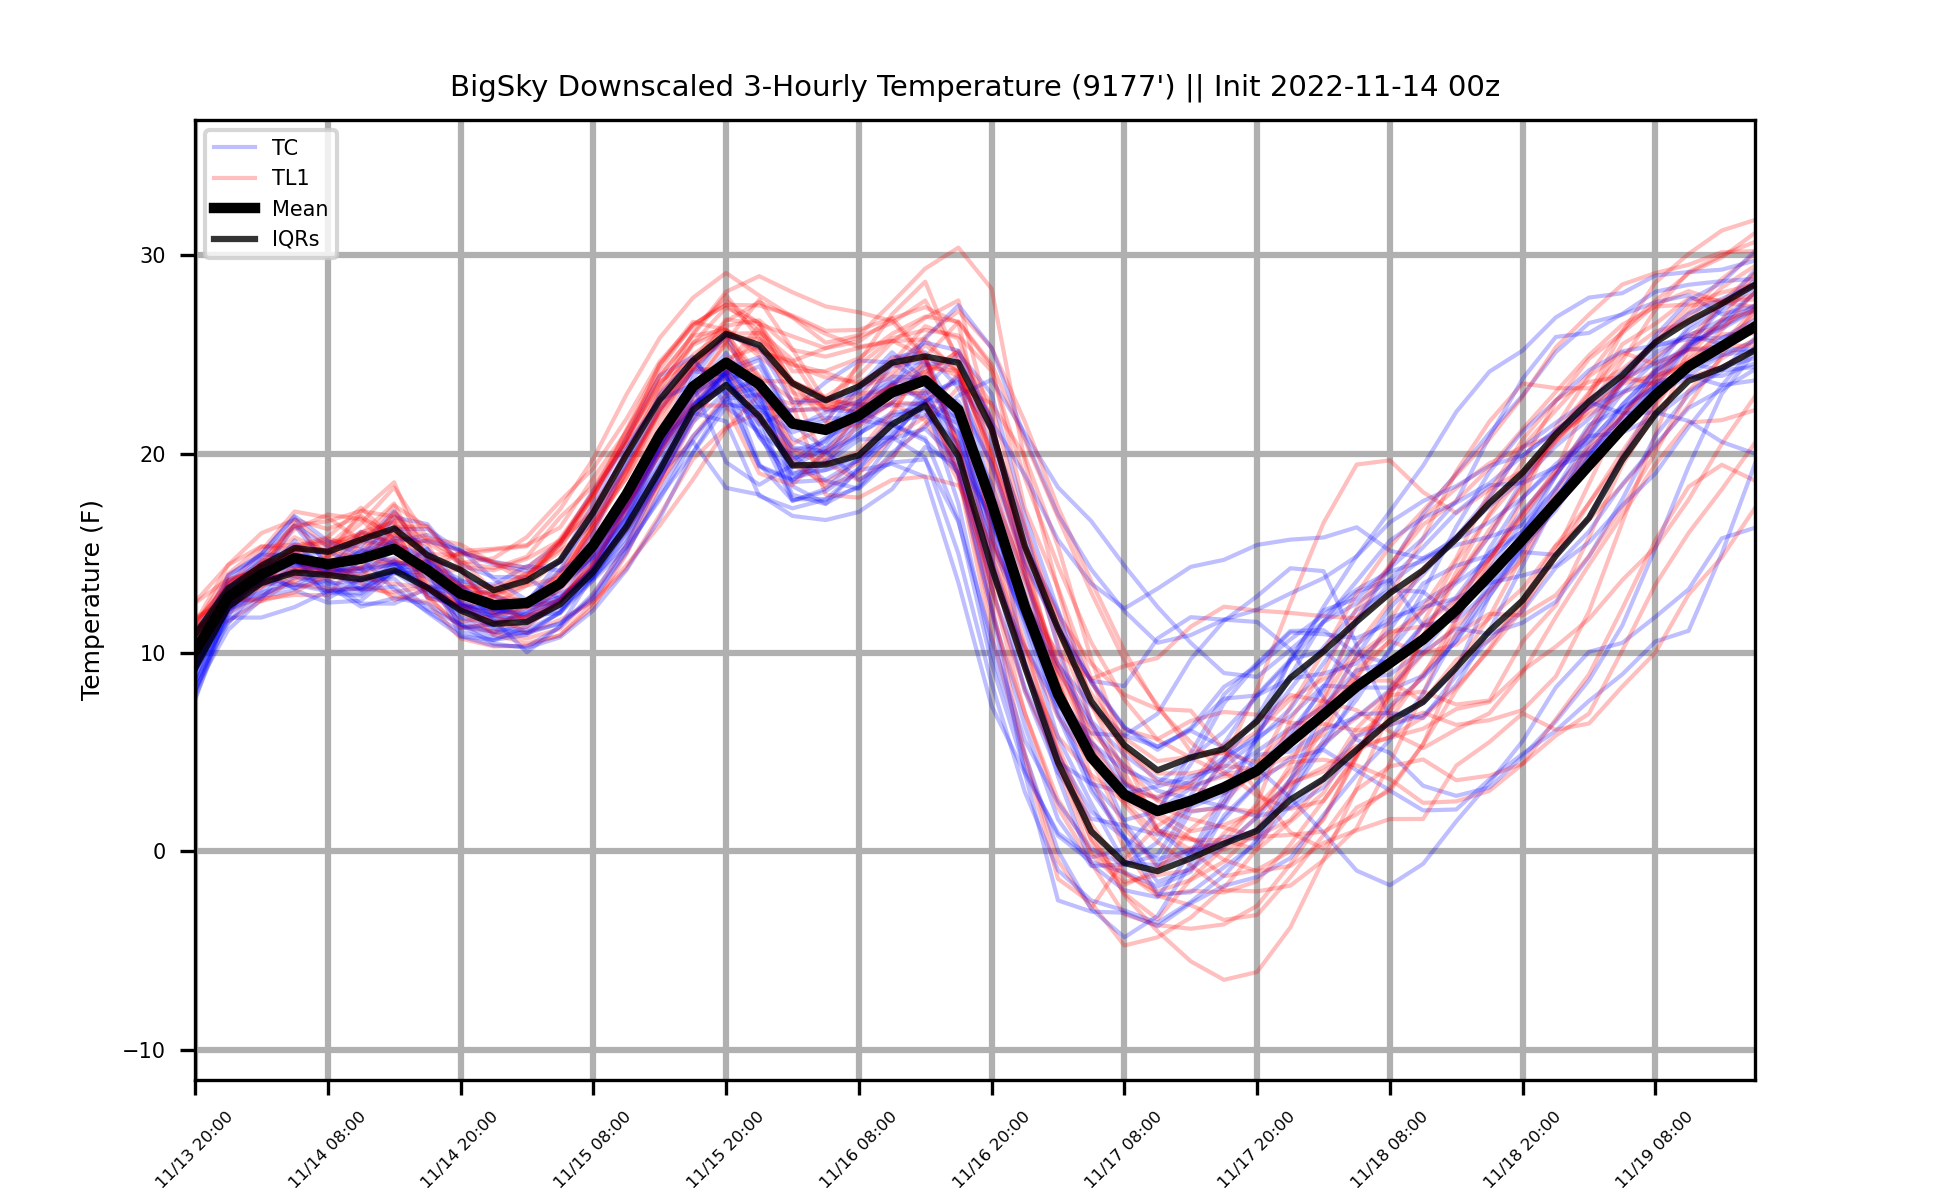 BigSky Downscaled 3-Hourly Temperature (9177') || Init 2022-11-14 00z
TC
TL1
Mean
IQRs
Temperature (F)
30
20
10
0
−10
11/13 20:00
11/14 08:00
11/14 20:00
11/15 08:00
11/15 20:00
11/16 08:00
11/16 20:00
11/17 08:00
11/17 20:00
11/18 08:00
11/18 20:00
11/19 08:00